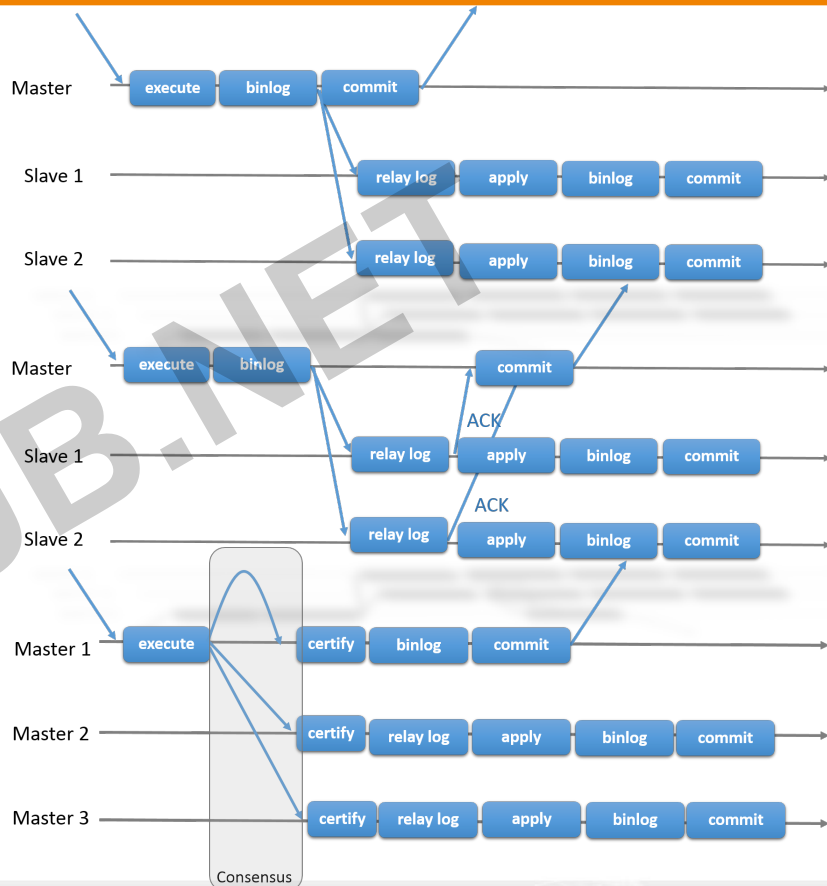 Master execute binlog commit
Slave 1 relay log apply binlog commit
Slave 2 relay log apply binlog commit
Master execute binlog commit
ACK
Slave 1 relay log apply binlog commit
ACK
Slave 2 relay log apply binlog commit
Master 1 execute certify binlog commit
Master 2 certify relay log apply binlog commit
Master 3 certify relay log apply binlog commit
Consensus
UB.NET